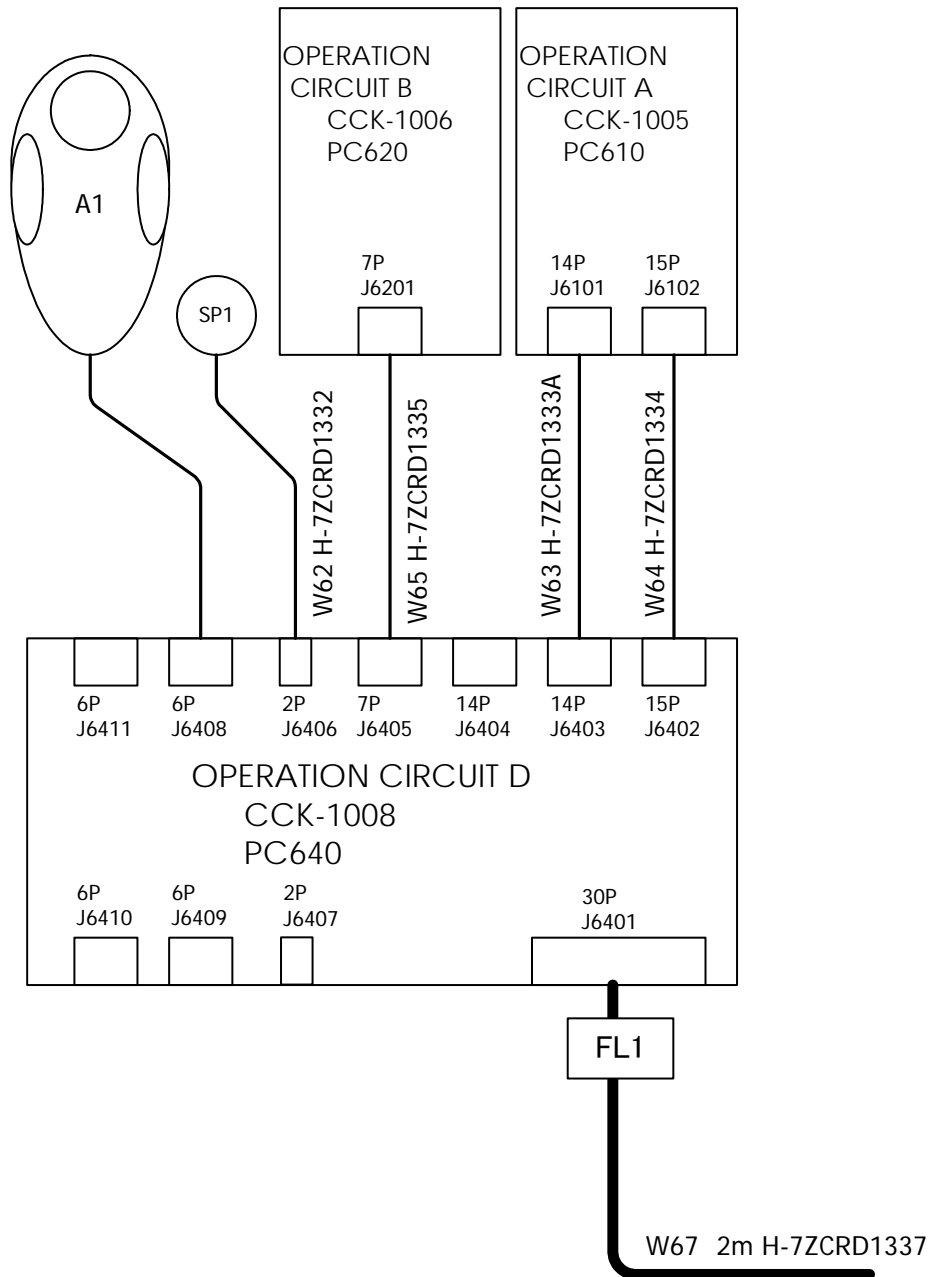 OPERATION
CIRCUIT B
CCK-1006
PC620
7P
J6201
OPERATION
CIRCUIT A
CCK-1005
PC610
14P
J6101
15P
J6102
A1
SP1
W62 H-7ZCRD1332
W65 H-7ZCRD1335
W63 H-7ZCRD1333A
W64 H-7ZCRD1334
6P
J6411
6P
J6408
2P
J6406
7P
J6405
14P
J6404
14P
J6403
15P
J6402
OPERATION CIRCUIT D
CCK-1008
PC640
6P
J6410
6P
J6409
2P
J6407
30P
J6401
FL1
W67 2m H-7ZCRD1337